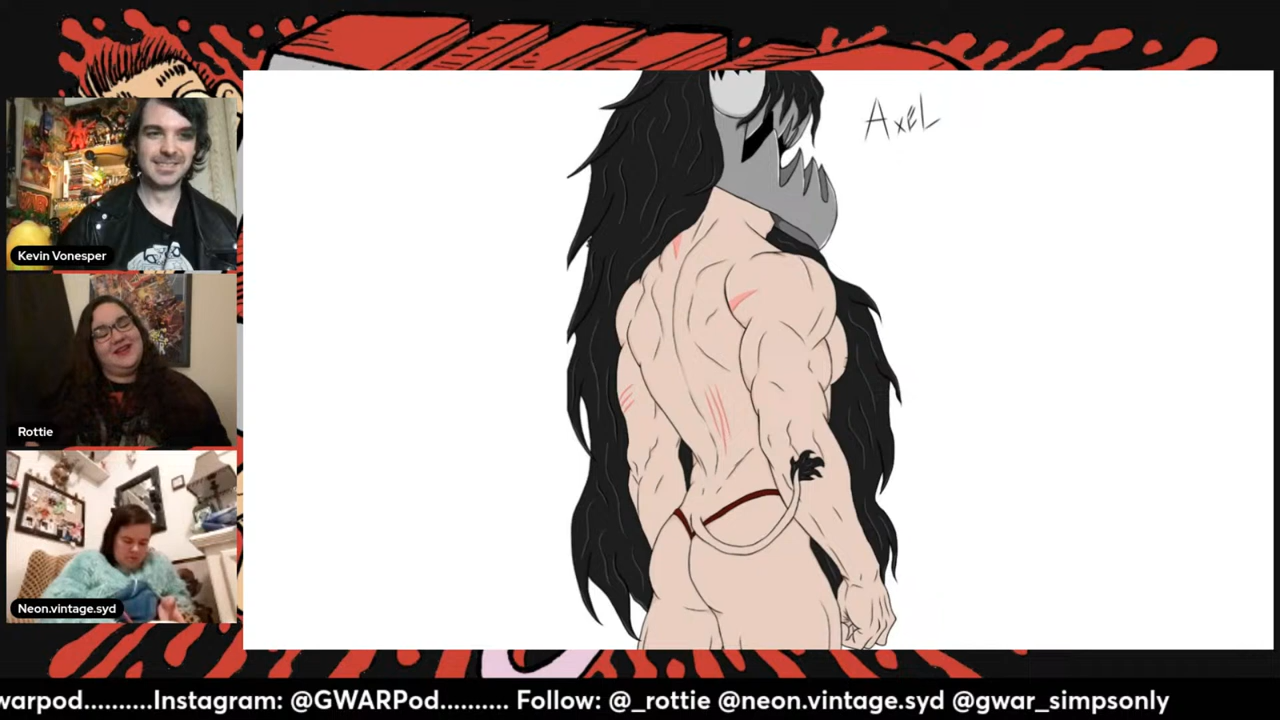 AxEL
Kevin Vonesper
Rottie
Neon.vintage.syd
warpod..........Instagram: @GWARPod.......... Follow: @_rottie @neon.vintage.syd @gwar_simpsonly